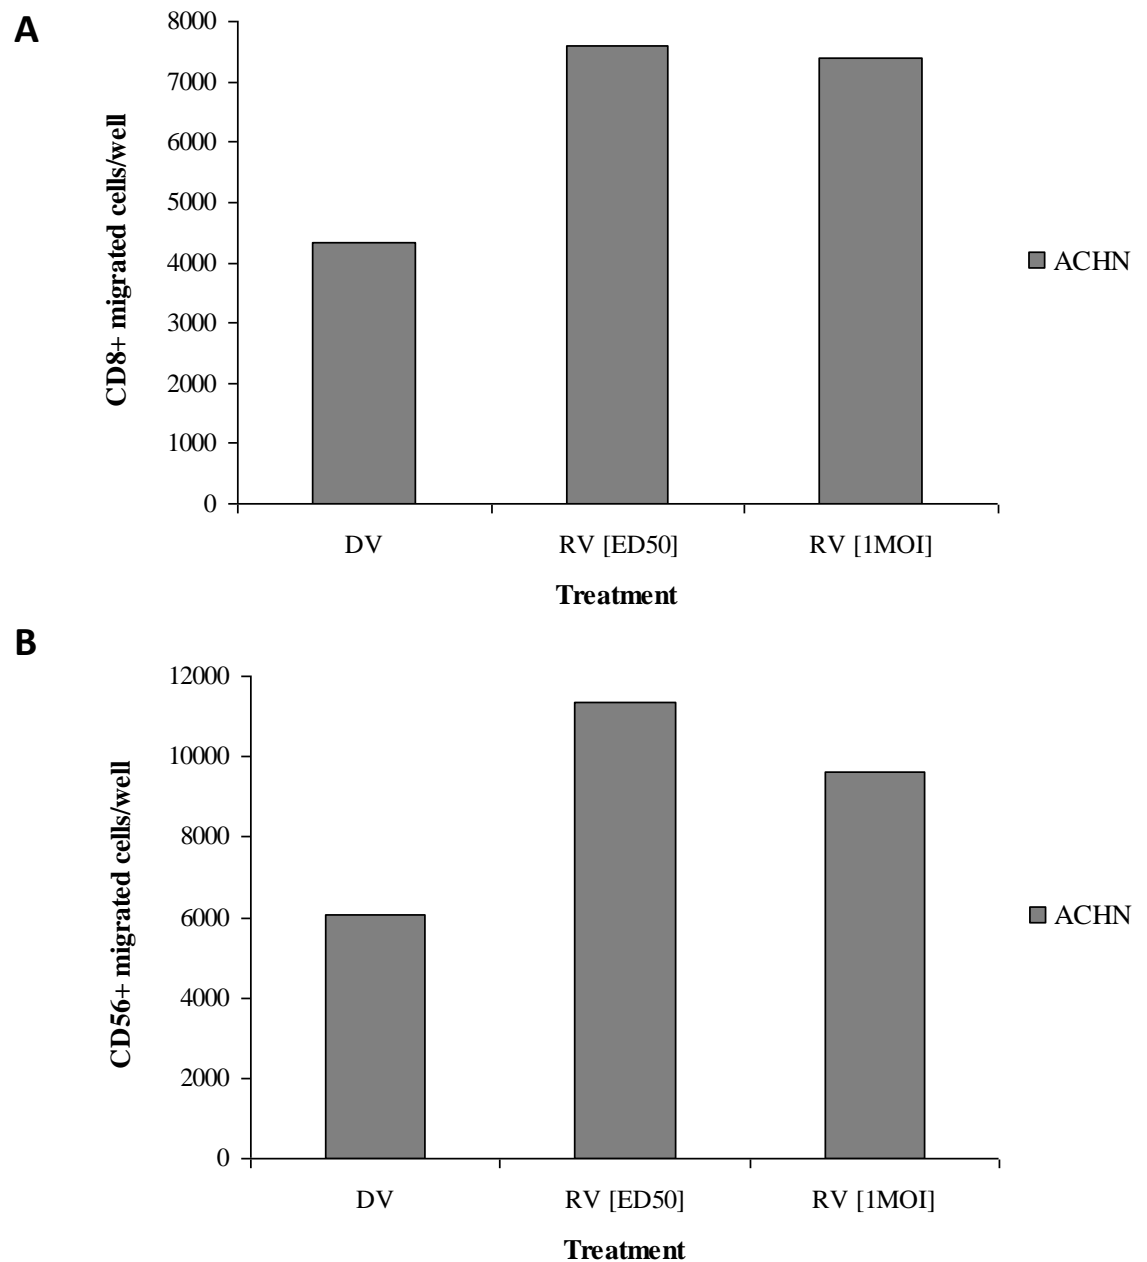 A
CD8+ migrated cells/well
8000
7000
6000
5000
4000
3000
2000
1000
0
DV RV [ED50] RV [1MOI]
Treatment
ACHN
B
CD56+ migrated cells/well
12000
10000
8000
6000
4000
2000
0
DV RV [ED50] RV [1MOI]
Treatment
ACHN